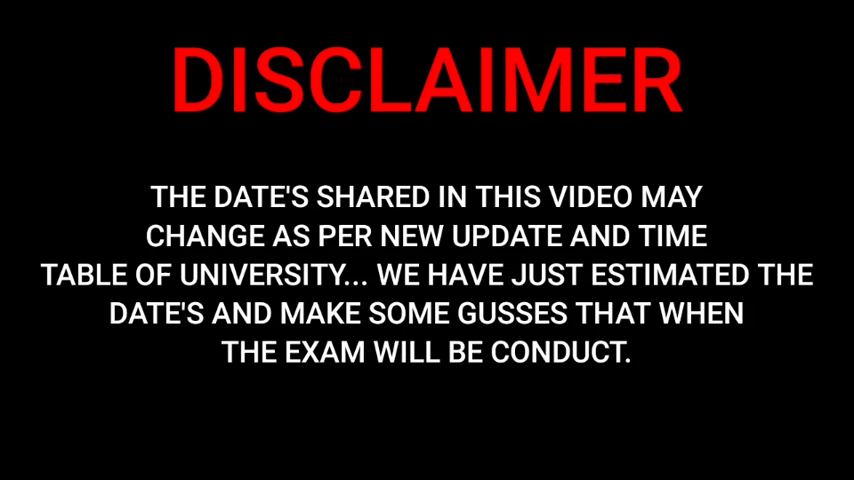 DISCLAIMER
THE DATE'S SHARED IN THIS VIDEO MAY
CHANGE AS PER NEW UPDATE AND TIME
TABLE OF UNIVERSITY... WE HAVE JUST ESTIMATED THE
DATE'S AND MAKE SOME GUSSES THAT WHEN
THE EXAM WILL BE CONDUCT.